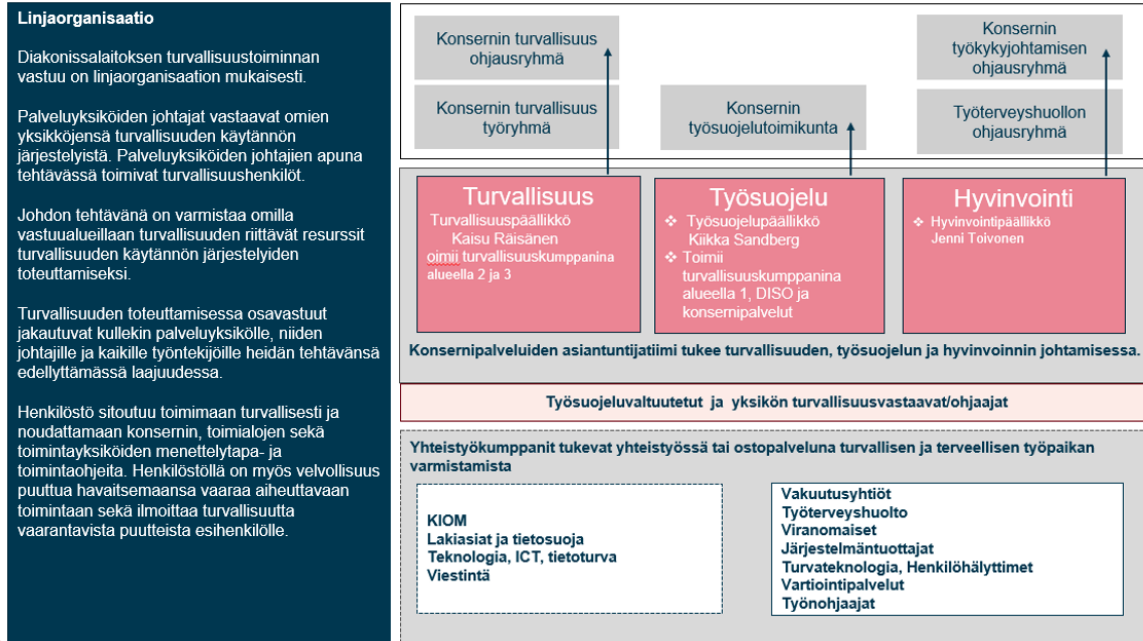 Linjaorganisaatio
Diakonissalaitoksen turvallisuustoiminnan
vastuu on linjaorganisaation mukaisesti.
Palveluyksiköiden johtajat vastaavat omien
yksikköjensä turvallisuuden käytännön
järjestelyistä. Palveluyksiköiden johtajien apuna
tehtävässä toimivat turvallisuushenkilöt.
Johdon tehtävänä on varmistaa omilla
vastuualueillaan turvallisuuden riittävät resurssit
turvallisuuden käytännön järjestelyiden
toteuttamiseksi.
Turvallisuuden toteuttamisessa osavastuut
jakautuvat kullekin palveluyksikölle, niiden
johtajille ja kaikille työntekijöille heidän tehtävänsä
edellyttämässä laajuudessa.
Henkilöstö sitoutuu toimimaan turvallisesti ja
noudattamaan konsernin, toimialojen sekä
toimintayksiköiden menettelytapa- ja
toimintaohjeita. Henkilöstöllä on myös velvollisuus
puuttua havaitsemaansa vaaraa aiheuttavaan
toimintaan sekä ilmoittaa turvallisuutta
vaarantavista puutteista esihenkilölle.
Konsernin turvallisuus
ohjausryhmä
Konsernin turvallisuus
työryhmä
Konsernin
työsuojelutoimikunta
Konsernin
työkykyjohtamisen
ohjausryhmä
Työterveyshuollon
ohjausryhmä
Turvallisuus
Turvallisuuspäällikkö
Kaisu Räisänen
oimii turvallisuuskumppanina
alueella 2 ja 3
Työsuojelu
❖ Työsuojelupäällikkö
Kiikka Sandberg
❖ Toimii
turvallisuuskumppanina
alueella 1, DISO ja
konsernipalvelut
Hyvinvointi
❖ Hyvinvointipäällikkö
Jenni Toivonen
Konsernipalveluiden asiantuntijatiimi tukee turvallisuuden, työsuojelun ja hyvinvoinnin johtamisessa.
Työsuojeluvaltuutetut ja yksikön turvallisuusvastaavat/ohjaajat
Yhteistyökumppanit tukevat yhteistyössä tai ostopalveluna turvallisen ja terveellisen työpaikan
varmistamista
KIOM
Lakiasiat ja tietosuoja
Teknologia, ICT, tietoturva
Viestintä
Vakuutusyhtiöt
Työterveyshuolto
Viranomaiset
Järjestelmäntuottajat
Turvateknologia, Henkilöhälyttimet
Vartiointipalvelut
Työnohjaajat